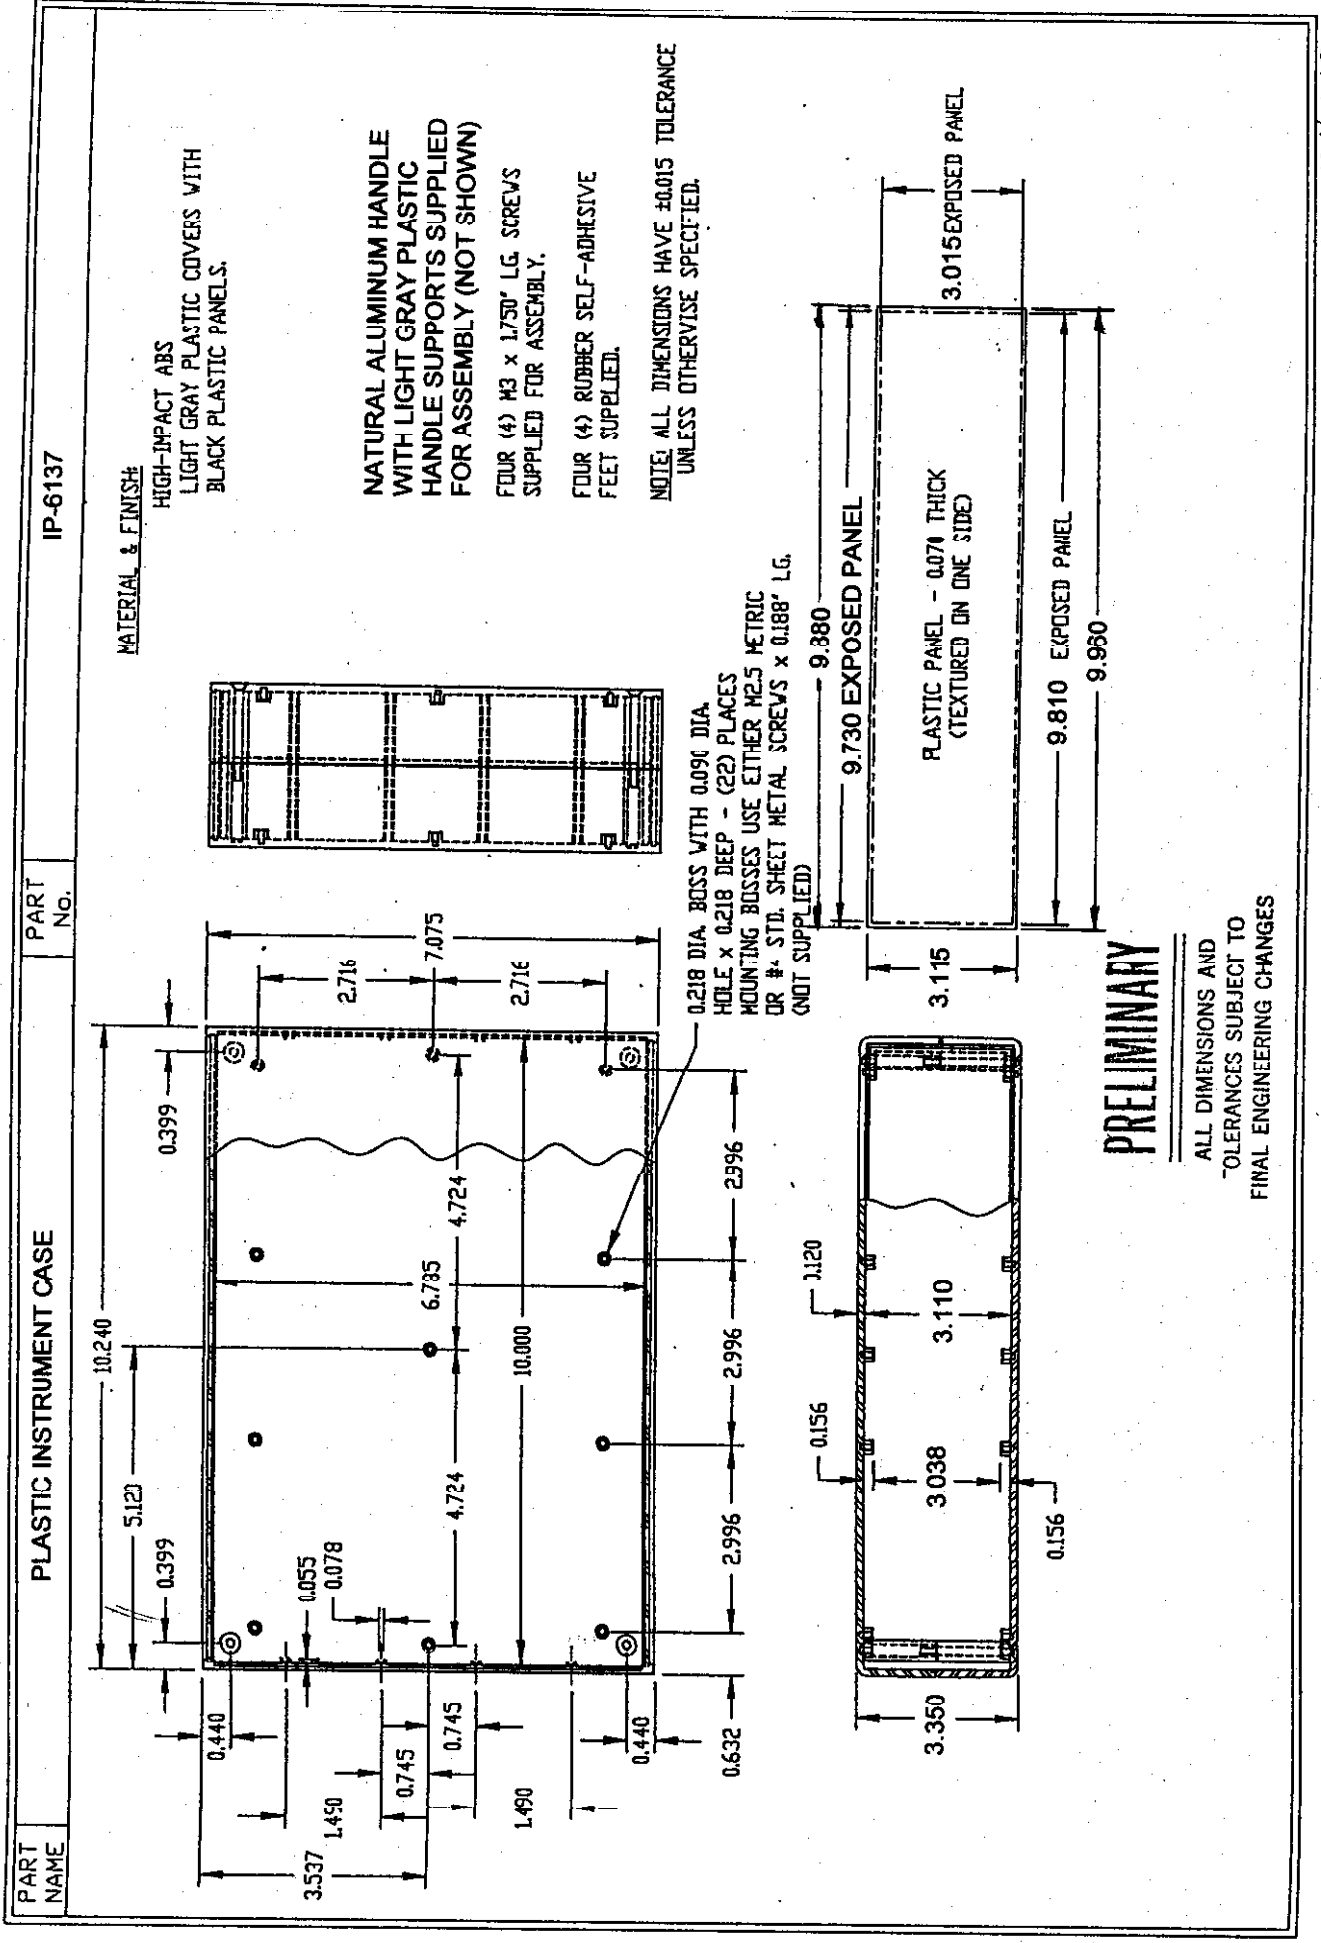 PART NAME
PLASTIC INSTRUMENT CASE
PART No.
IP-6137
MATERIAL & FINISH:
HIGH-IMPACT ABS
LIGHT GRAY PLASTIC COVERS WITH
BLACK PLASTIC PANELS.
NATURAL ALUMINUM HANDLE
WITH LIGHT GRAY PLASTIC
HANDLE SUPPORTS SUPPLIED
FOR ASSEMBLY (NOT SHOWN)
FOUR (4) M3 x 1.750" LG. SCREWS
SUPPLIED FOR ASSEMBLY.
FOUR (4) RUBBER SELF-ADHESIVE
FEET SUPPLIED.
NOTE: ALL DIMENSIONS HAVE ±0.015 TOLERANCE
UNLESS OTHERWISE SPECIFIED.
10.240
5.120
0.399
0.399
0.055
0.078
4.724
4.724
6.785
10.000
2.716
7.075
2.716
0.440
1.490
0.745
0.745
3.537
1.490
0.440
0.632
2.996
2.996
2.996
0.218 DIA. BOSS WITH 0.090 DIA.
HOLE x 0.218 DEEP - (22) PLACES
MOUNTING BOSSES USE EITHER M2.5 METRIC
OR #4 STD. SHEET METAL SCREWS x 0.188" LG.
(NOT SUPPLIED)
0.156
0.120
3.350
3.038
3.110
0.156
9.880
9.730 EXPOSED PANEL
3.115
PLASTIC PANEL - 0.070 THICK
(TEXTURED ON ONE SIDE)
3.015 EXPOSED PANEL
9.810 EXPOSED PANEL
9.960
PRELIMINARY
ALL DIMENSIONS AND
TOLERANCES SUBJECT TO
FINAL ENGINEERING CHANGES